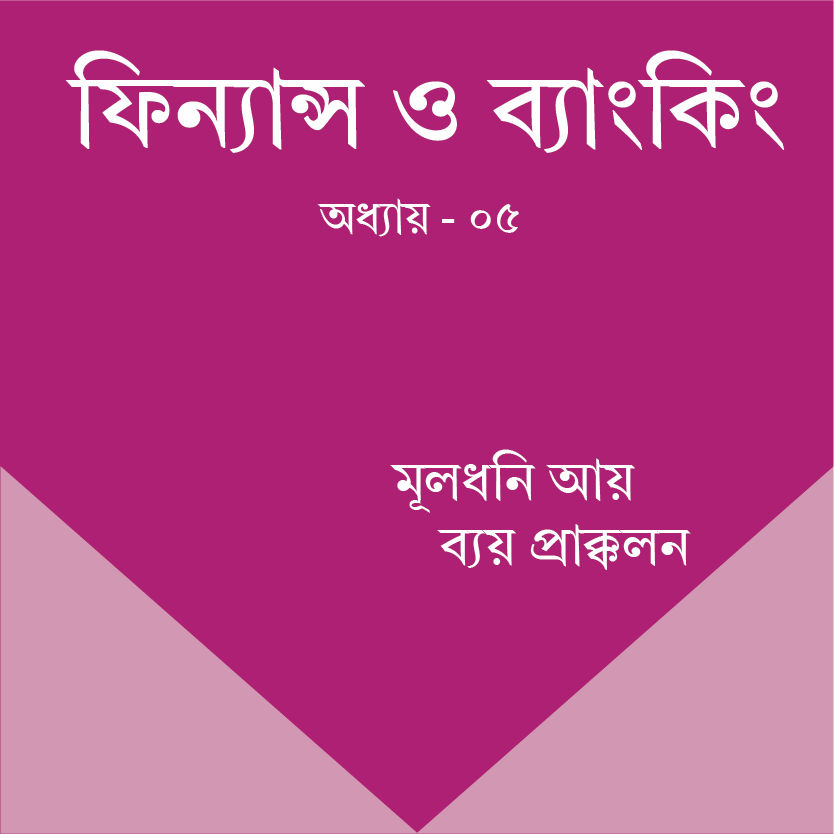 ফিন্যান্স ও ব্যাংকিং
অধ্যায় - ০৫
মূলধনি আয়
ব্যয় প্রাক্কলন